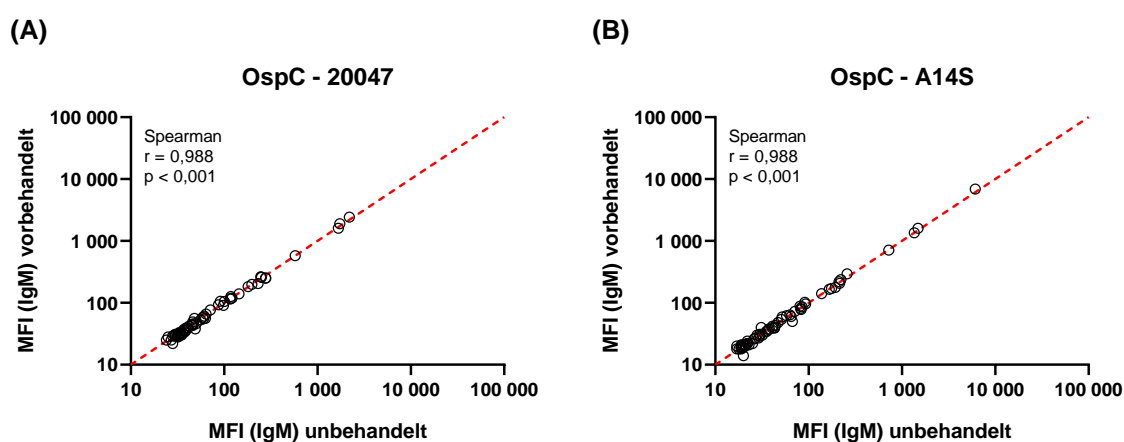 (A)
OspC - 20047
MFI (IgM) vorbehandelt
100 000
10 000
1 000
100
10
Spearman
r = 0,988
p < 0,001
10 100 1 000 10 000 100 000
MFI (IgM) unbehandelt
(B)
OspC - A14S
MFI (IgM) vorbehandelt
100 000
10 000
1 000
100
10
Spearman
r = 0,988
p < 0,001
10 100 1 000 10 000 100 000
MFI (IgM) unbehandelt